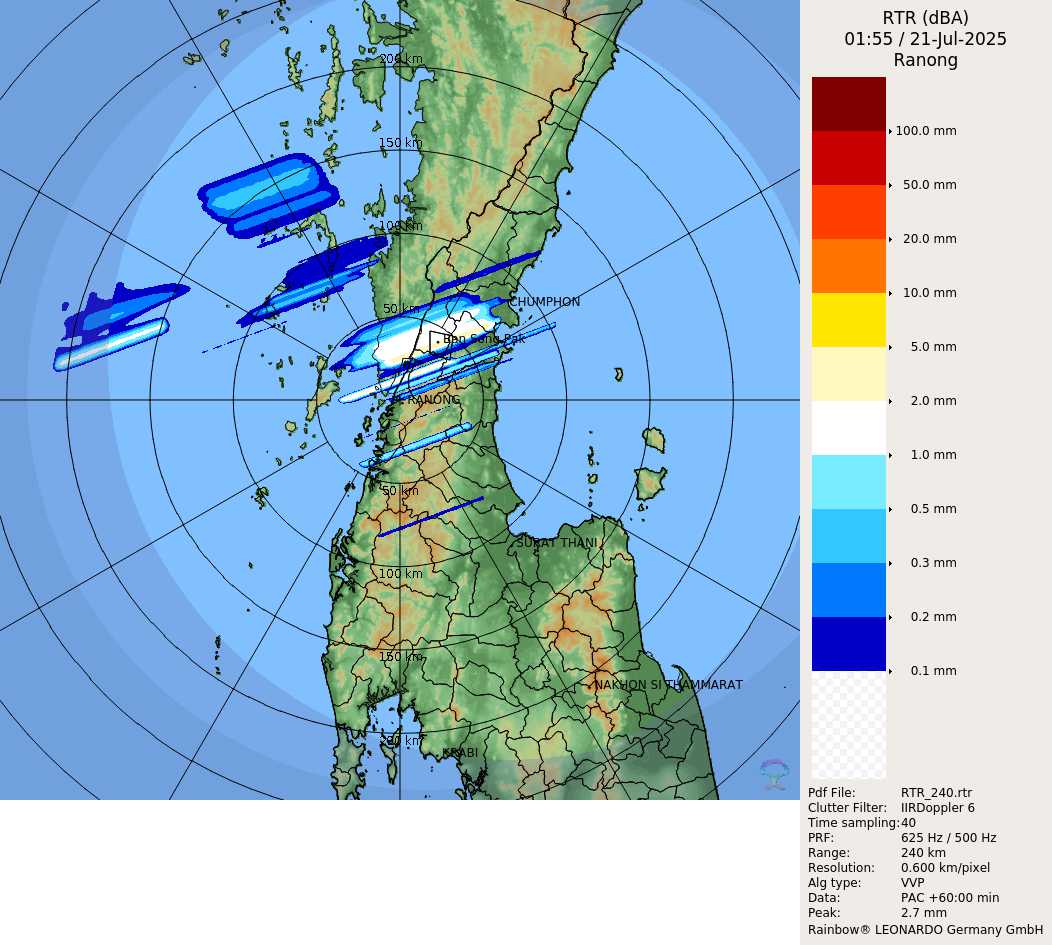 RTR (dBA)
01:55 / 21-Jul-2025
Ranong
200 km
150 km
100 km
50 km
CHUMPHON
Ban Song Pak
RANONG
50 km
SURAT THANI
100 km
150 km
NAKHON SI THAMMARAT
200 km
KRABI
100.0 mm
50.0 mm
20.0 mm
10.0 mm
5.0 mm
2.0 mm
1.0 mm
0.5 mm
0.3 mm
0.2 mm
0.1 mm
Pdf File: RTR_240.rtr
Clutter Filter: IIRDoppler 6
Time sampling:40
PRF: 625 Hz / 500 Hz
Range: 240 km
Resolution: 0.600 km/pixel
Alg type: VVP
Data: PAC +60:00 min
Peak: 2.7 mm
Rainbow® LEONARDO Germany GmbH